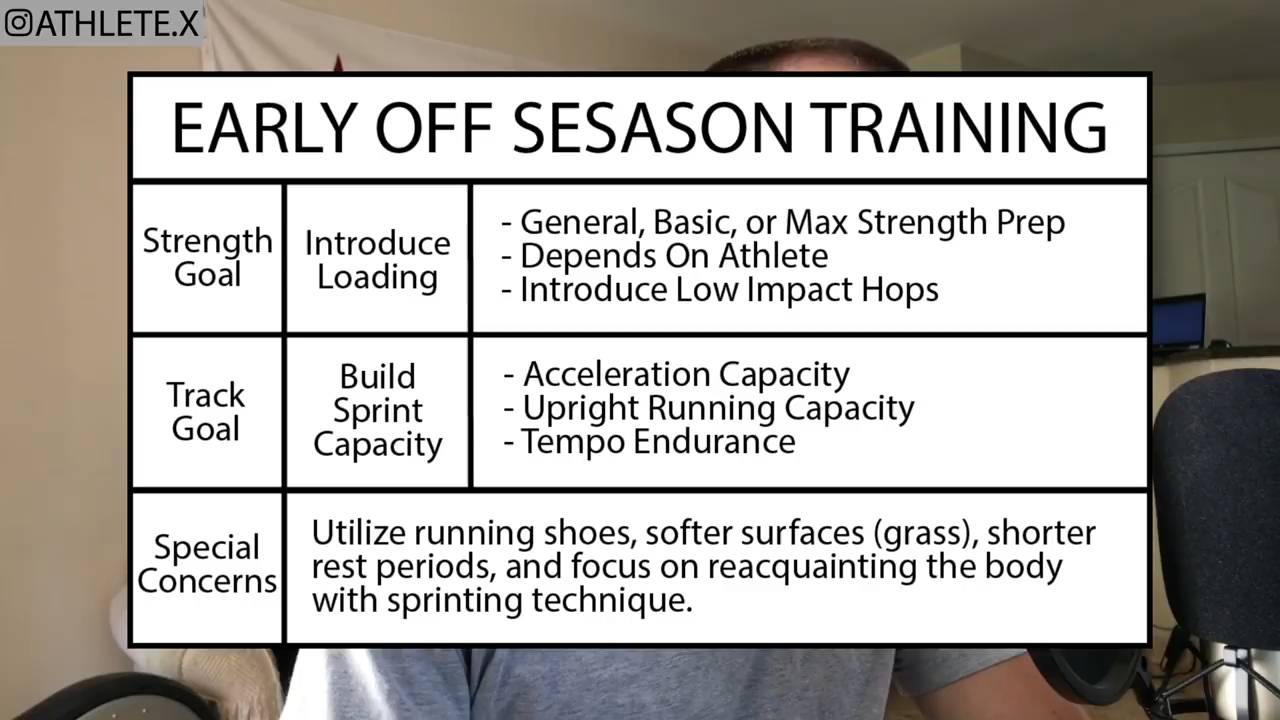 ATHLETE.X
EARLY OFF SESASON TRAINING
Strength
Goal
Introduce
Loading
- General, Basic, or Max Strength Prep
- Depends On Athlete
- Introduce Low Impact Hops
Track
Goal
Build
Sprint
Capacity
- Acceleration Capacity
- Upright Running Capacity
- Tempo Endurance
Special
Concerns
Utilize running shoes, softer surfaces (grass), shorter
rest periods, and focus on reacquainting the body
with sprinting technique.